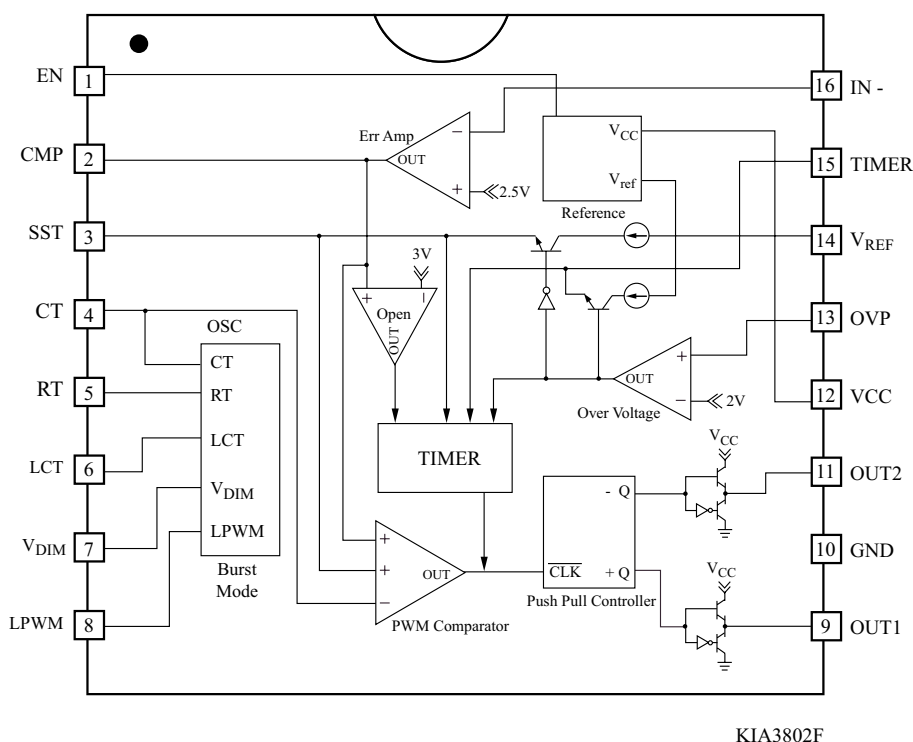 EN
1
CMP
2
SST
3
CT
4
RT
5
LCT
6
V_DIM
7
LPWM
8
IN -
16
TIMER
15
V_REF
14
OVP
13
VCC
12
OUT2
11
GND
10
OUT1
9
Err Amp
OUT
−
+
2.5V
V_CC
V_ref
Reference
3V
+
−
Open
OUT
OSC
CT
RT
LCT
V_DIM
LPWM
Burst
Mode
+
−
OUT
2V
Over Voltage
TIMER
+
+
−
OUT
PWM Comparator
- Q
CLK
+ Q
Push Pull Controller
V_CC
V_CC
KIA3802F